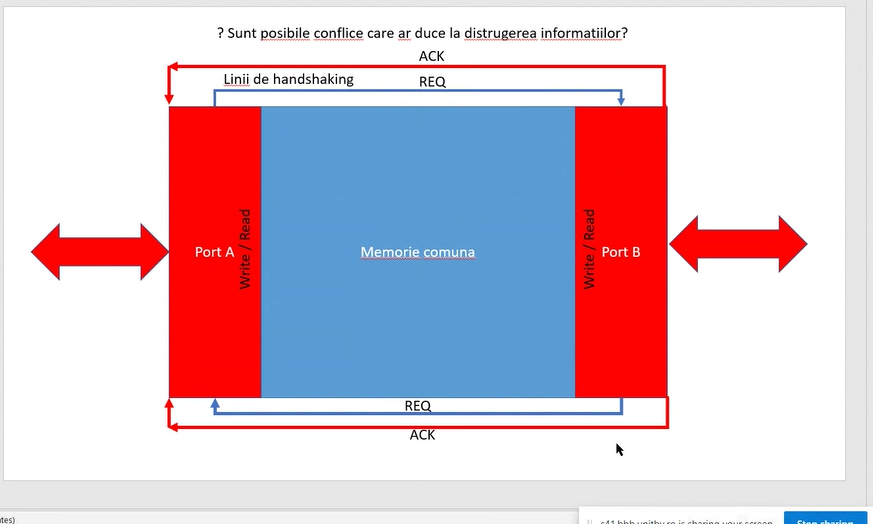 ? Sunt posibile conflice care ar duce la distrugerea informatiilor?
ACK
Linii de handshaking
REQ
Port A
Write / Read
Memorie comuna
Write / Read
Port B
REQ
ACK
tes)
is sharing your screen
Stop sharing